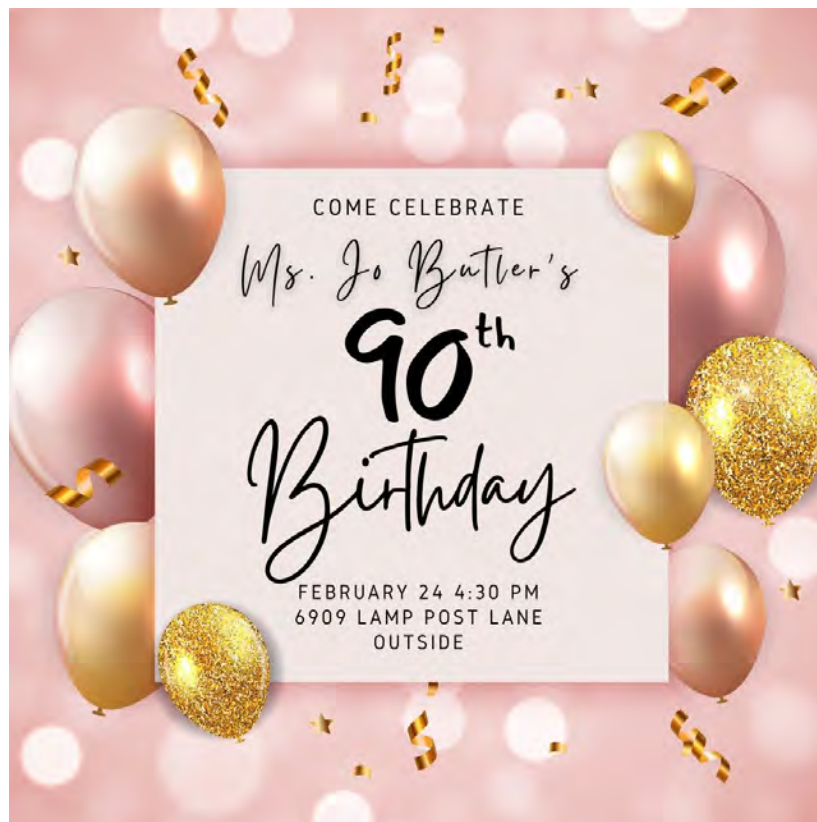 COME CELEBRATE
Ms. Jo Butler's
90th
Birthday
FEBRUARY 24 4:30 PM
6909 LAMP POST LANE
OUTSIDE